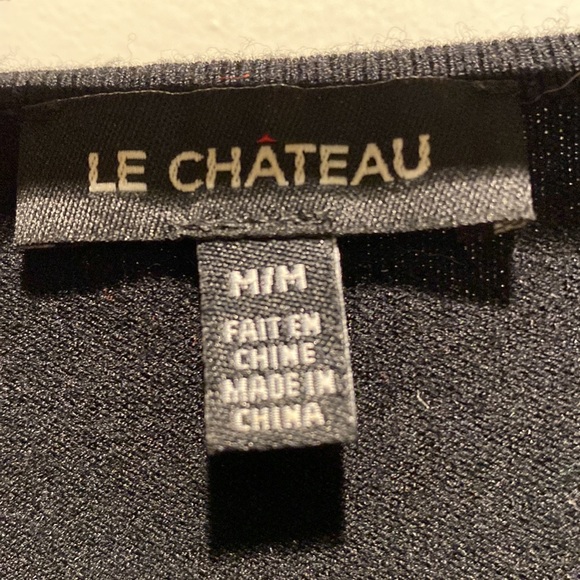 LE CHÂTEAU
M/M
FAIT EN
CHINE
MADE IN
CHINA